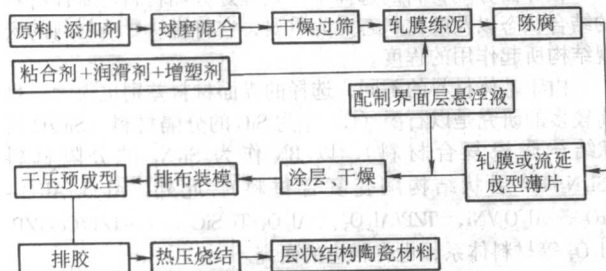 原料、添加剂
球磨混合
干燥过筛
轧膜练泥
陈腐
粘合剂+润滑剂+增塑剂
配制界面层悬浮液
轧膜或流延
成型薄片
涂层、干燥
排布装模
干压预成型
排胶
热压烧结
层状结构陶瓷材料